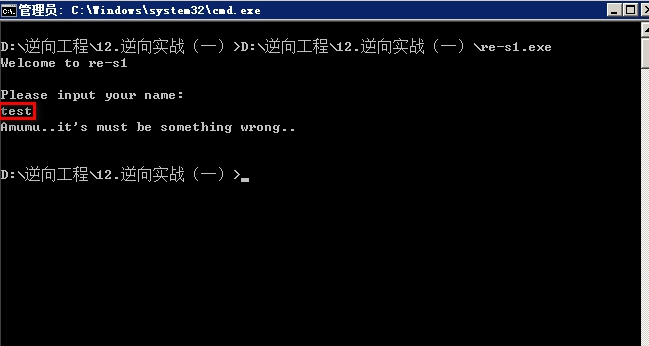 管理员: C:\Windows\system32\cmd.exe
D:\逆向工程\12.逆向实战（一）>D:\逆向工程\12.逆向实战（一）\re-s1.exe
Welcome to re-s1
Please input your name:
test
Amumu..it's must be something wrong..
D:\逆向工程\12.逆向实战（一）>